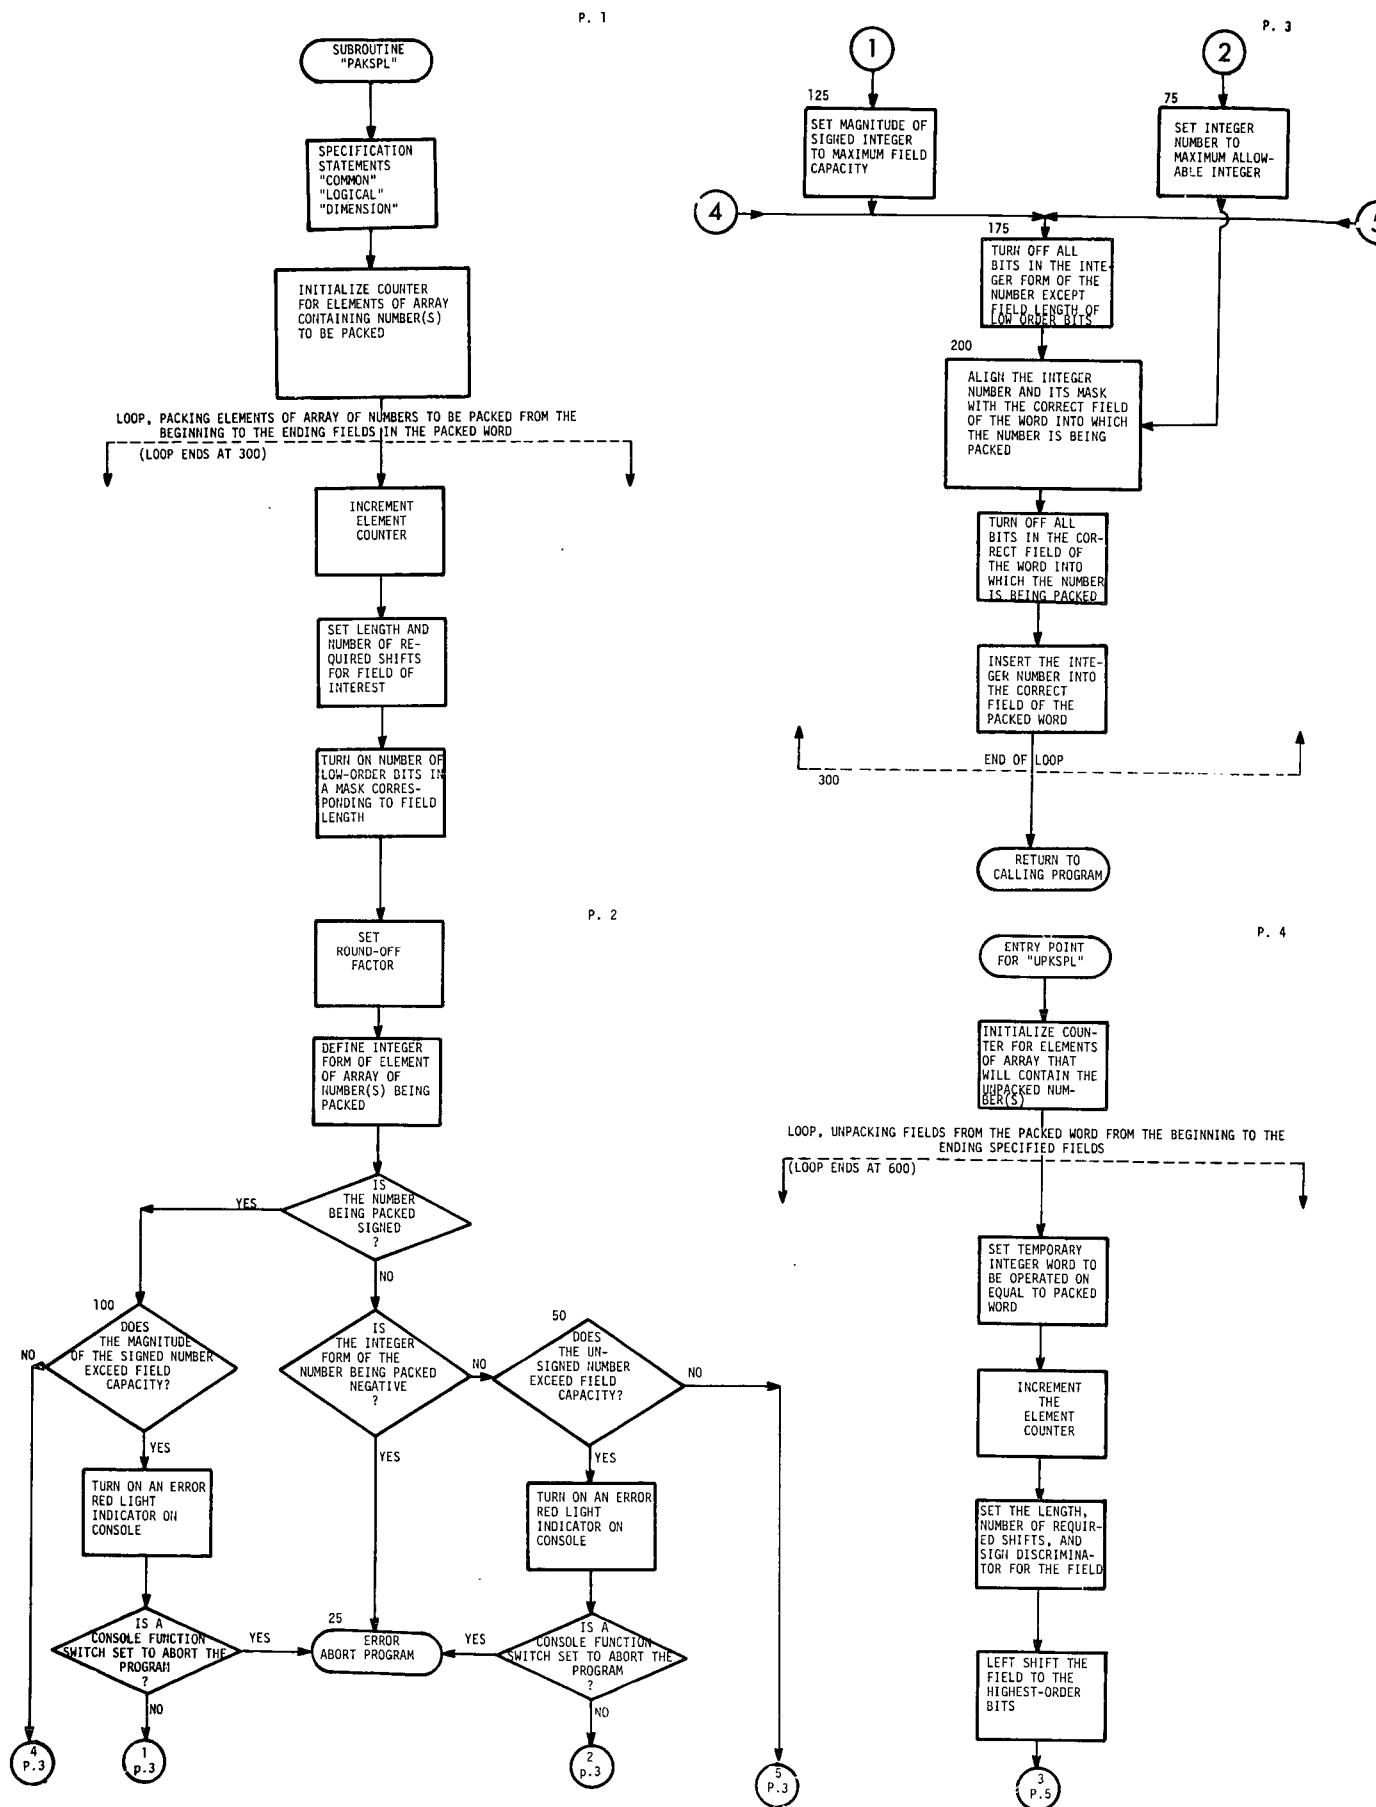 P. 1
SUBROUTINE
"PAKSPL"
SPECIFICATION
STATEMENTS
"COMMON"
"LOGICAL"
"DIMENSION"
INITIALIZE COUNTER
FOR ELEMENTS OF ARRAY
CONTAINING NUMBER(S)
TO BE PACKED
LOOP, PACKING ELEMENTS OF ARRAY OF NUMBERS TO BE PACKED FROM THE
BEGINNING TO THE ENDING FIELDS IN THE PACKED WORD
(LOOP ENDS AT 300)
INCREMENT
ELEMENT
COUNTER
SET LENGTH AND
NUMBER OF RE-
QUIRED SHIFTS
FOR FIELD OF
INTEREST
TURN ON NUMBER OF
LOW-ORDER BITS IN
A MASK CORRES-
PONDING TO FIELD
LENGTH
P. 2
SET
ROUND-OFF
FACTOR
DEFINE INTEGER
FORM OF ELEMENT
OF ARRAY OF
NUMBER(S) BEING
PACKED
IS
THE NUMBER
BEING PACKED
SIGNED
?
YES
NO
100
DOES
THE MAGNITUDE
OF THE SIGNED NUMBER
EXCEED FIELD
CAPACITY?
NO
YES
IS
THE INTEGER
FORM OF THE
NUMBER BEING PACKED
NEGATIVE
?
NO
YES
50
DOES
THE UN-
SIGNED NUMBER
EXCEED FIELD
CAPACITY?
NO
YES
TURN ON AN ERROR
RED LIGHT
INDICATOR ON
CONSOLE
TURN ON AN ERROR
RED LIGHT
INDICATOR ON
CONSOLE
IS A
CONSOLE FUNCTION
SWITCH SET TO ABORT THE
PROGRAM
?
YES
NO
25
ERROR
ABORT PROGRAM
YES
IS A
CONSOLE FUNCTION
SWITCH SET TO ABORT THE
PROGRAM
?
NO
4
P.3
1
p.3
2
p.3
5
P.3
P. 3
1
2
125
SET MAGNITUDE OF
SIGNED INTEGER
TO MAXIMUM FIELD
CAPACITY
75
SET INTEGER
NUMBER TO
MAXIMUM ALLOW-
ABLE INTEGER
4
5
175
TURN OFF ALL
BITS IN THE INTE-
GER FORM OF THE
NUMBER EXCEPT
FIELD LENGTH OF
LOW ORDER BITS
200
ALIGN THE INTEGER
NUMBER AND ITS MASK
WITH THE CORRECT FIELD
OF THE WORD INTO WHICH
THE NUMBER IS BEING
PACKED
TURN OFF ALL
BITS IN THE COR-
RECT FIELD OF
THE WORD INTO
WHICH THE NUMBER
IS BEING PACKED
INSERT THE INTE-
GER NUMBER INTO
THE CORRECT
FIELD OF THE
PACKED WORD
END OF LOOP
300
RETURN TO
CALLING PROGRAM
P. 4
ENTRY POINT
FOR "UPKSPL"
INITIALIZE COUN-
TER FOR ELEMENTS
OF ARRAY THAT
WILL CONTAIN THE
UNPACKED NUM-
BER(S)
LOOP, UNPACKING FIELDS FROM THE PACKED WORD FROM THE BEGINNING TO THE
ENDING SPECIFIED FIELDS
(LOOP ENDS AT 600)
SET TEMPORARY
INTEGER WORD TO
BE OPERATED ON
EQUAL TO PACKED
WORD
INCREMENT
THE
ELEMENT
COUNTER
SET THE LENGTH,
NUMBER OF REQUIR-
ED SHIFTS, AND
SIGN DISCRIMINA-
TOR FOR THE FIELD
LEFT SHIFT THE
FIELD TO THE
HIGHEST-ORDER
BITS
3
P.5